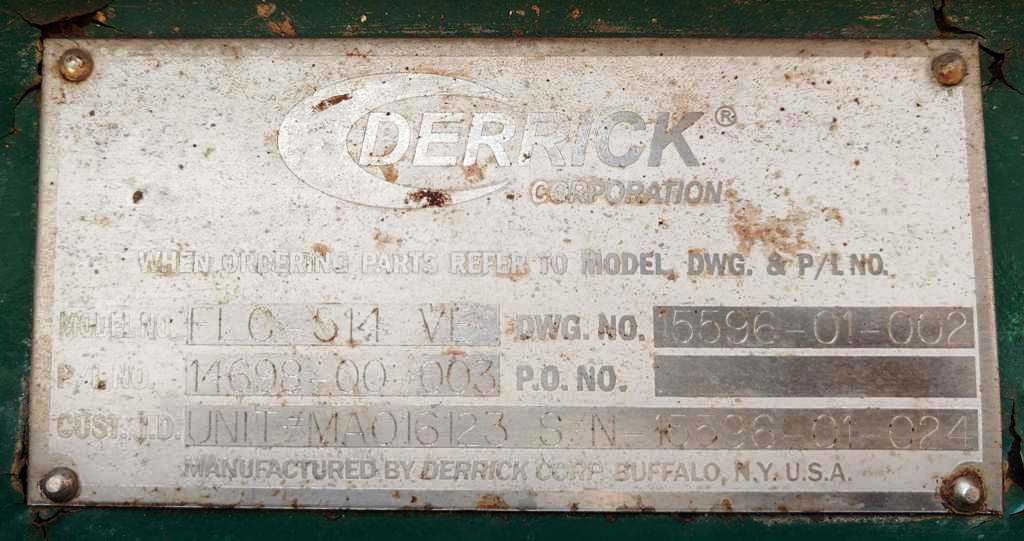 DERRICK®
CORPORATION
WHEN ORDERING PARTS REFER TO MODEL, DWG. & P/L NO.
MODEL NO. FLC 514 VE DWG. NO. 15596-01-002
P/L NO. 14698-00-003 P.O. NO.
CUST. I.D. UNIT#MA016123 S/N-15596-01-024
MANUFACTURED BY DERRICK CORP. BUFFALO, N.Y. U.S.A.